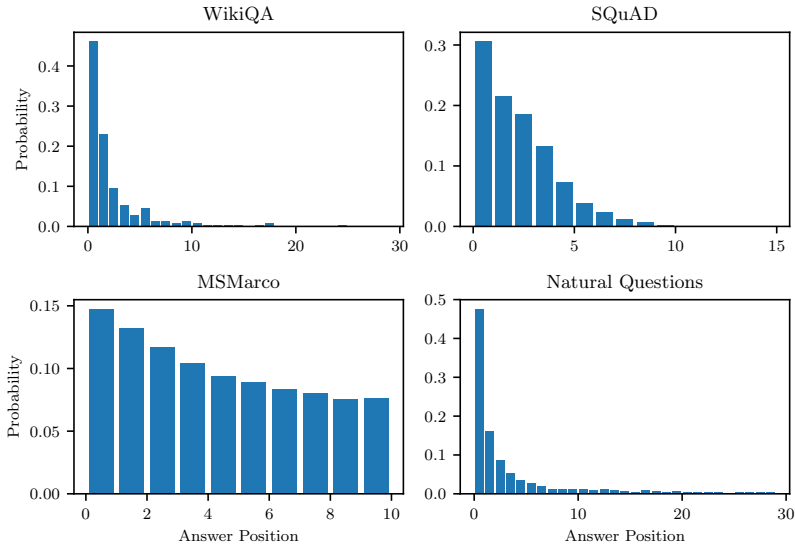 WikiQA
SQuAD
Probability
0.4
0.3
0.2
0.1
0.0
0 10 20 30
0.3
0.2
0.1
0.0
0 5 10 15
MSMarco
Natural Questions
Probability
0.15
0.10
0.05
0.00
0 2 4 6 8 10
Answer Position
0.5
0.4
0.3
0.2
0.1
0.0
0 10 20 30
Answer Position